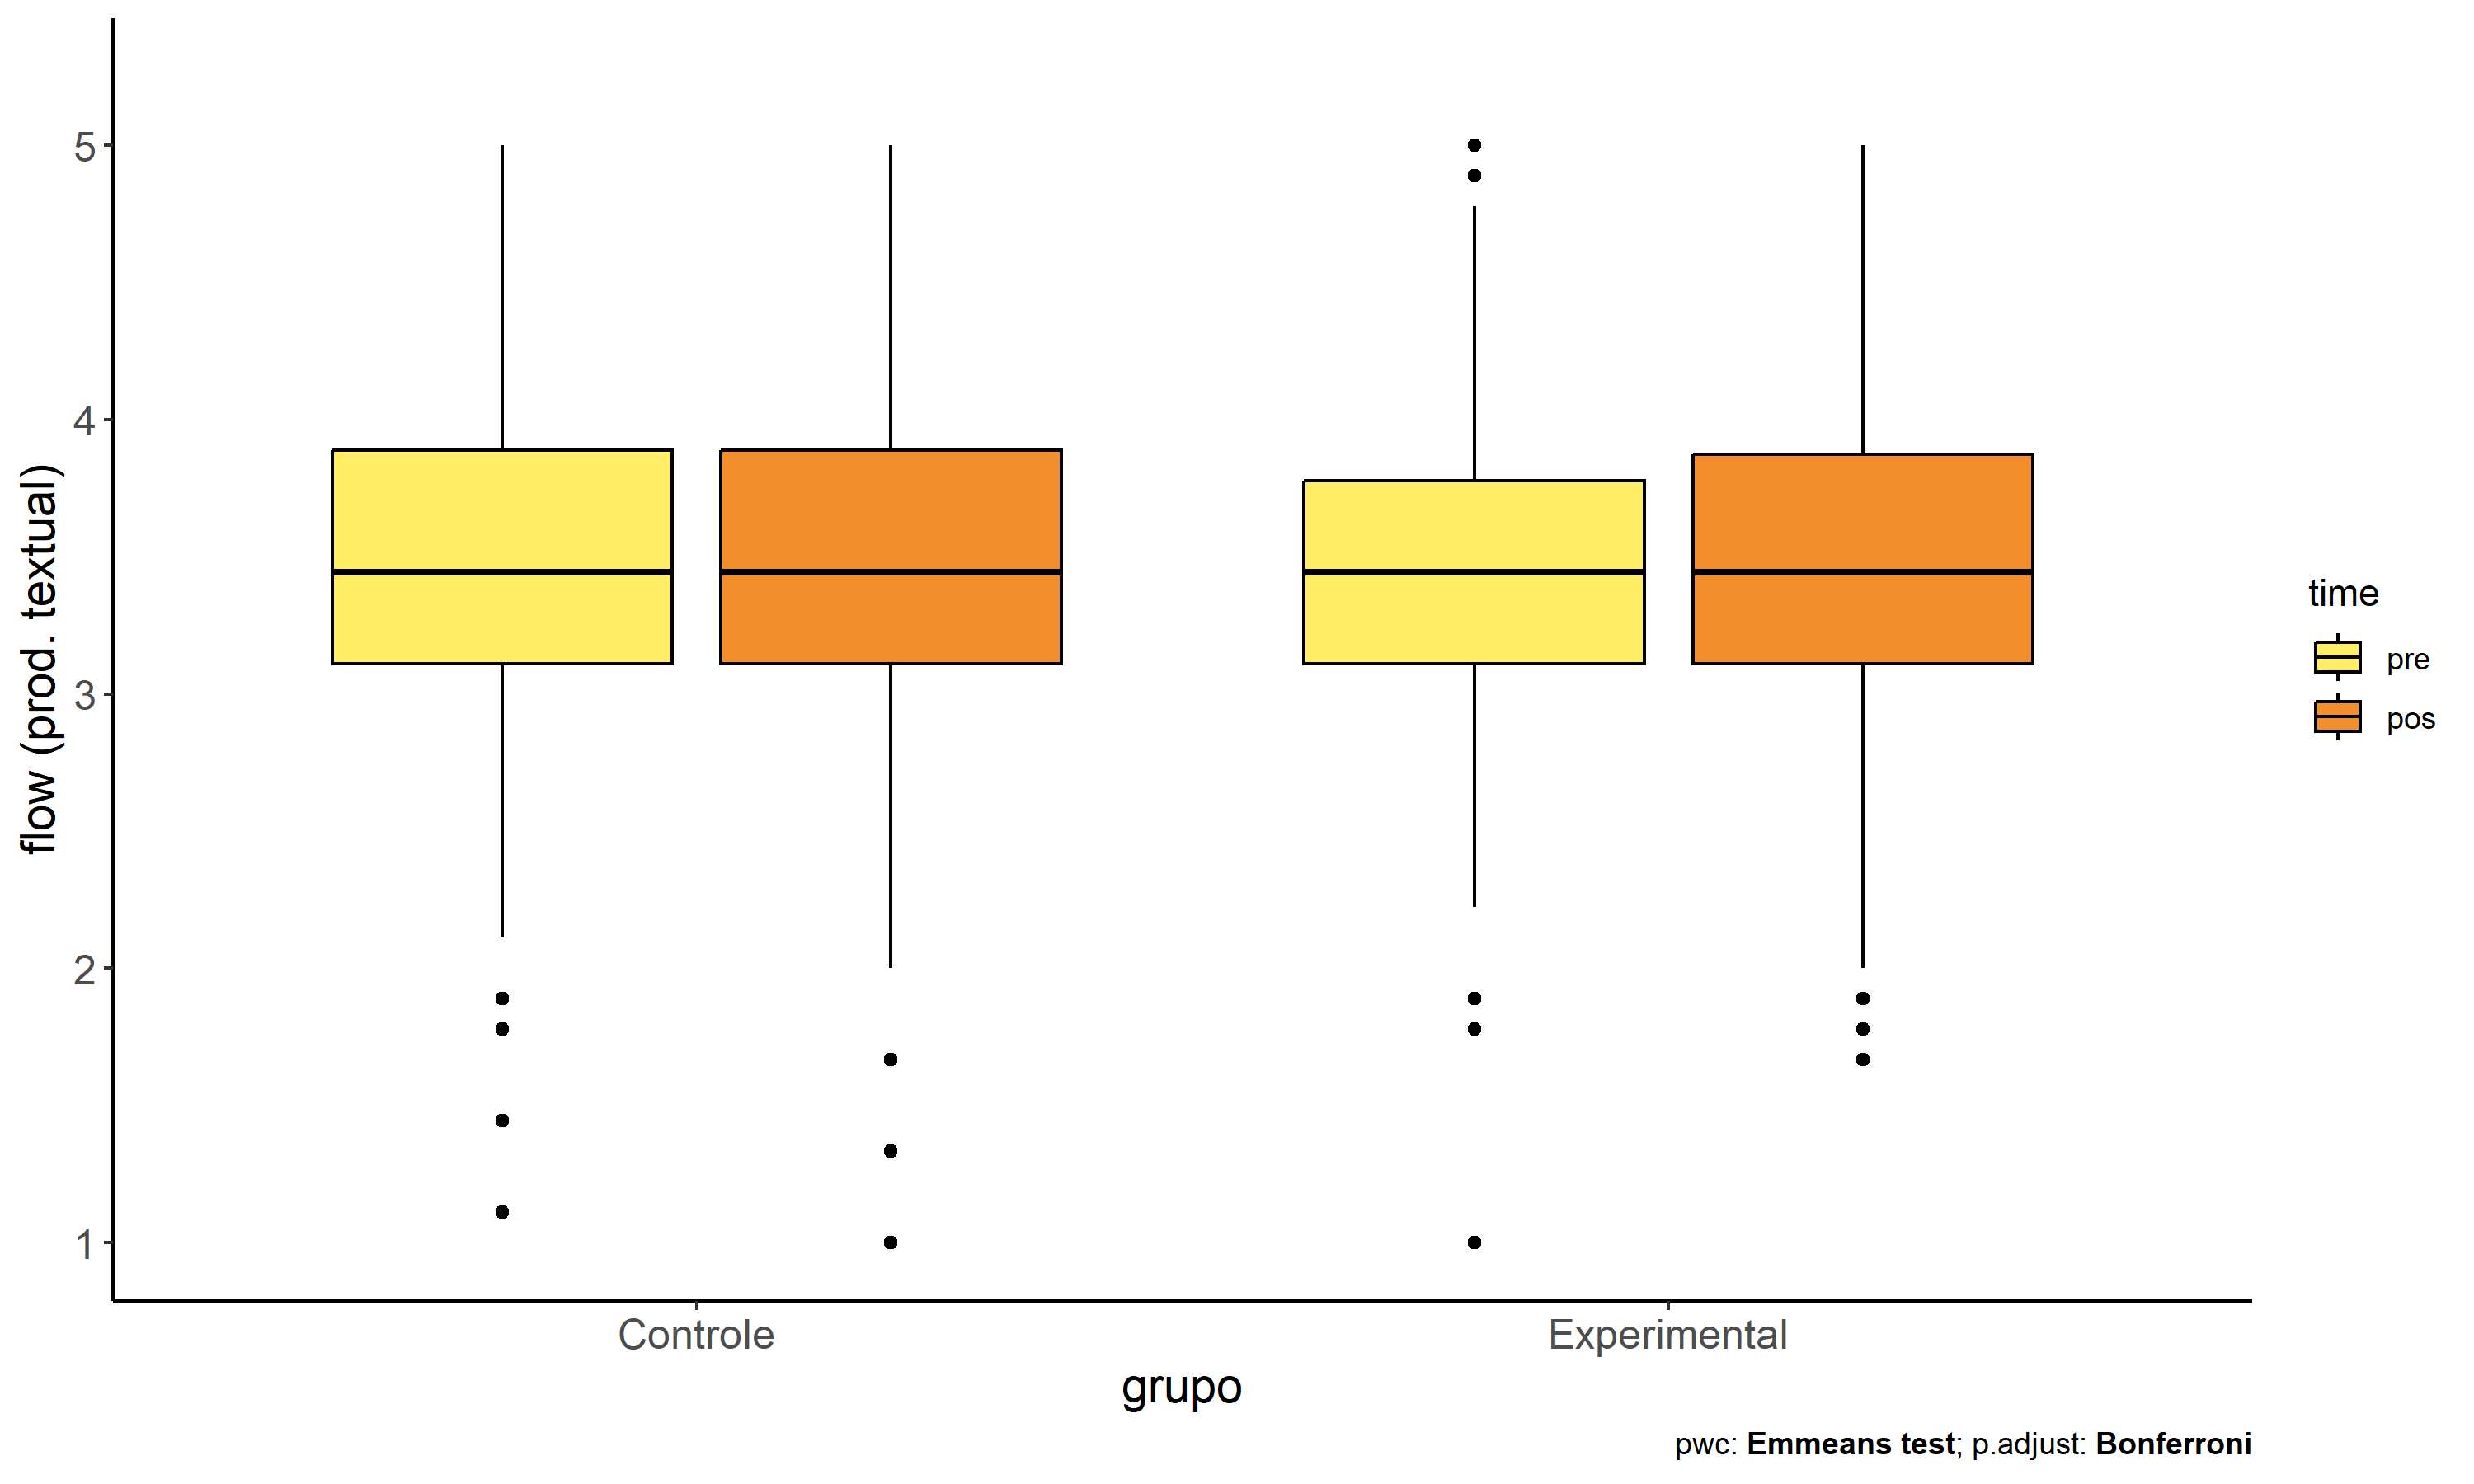 flow (prod. textual)
5
4
3
2
1
Controle
Experimental
grupo
time
pre
pos
pwc: Emmeans test; p.adjust: Bonferroni